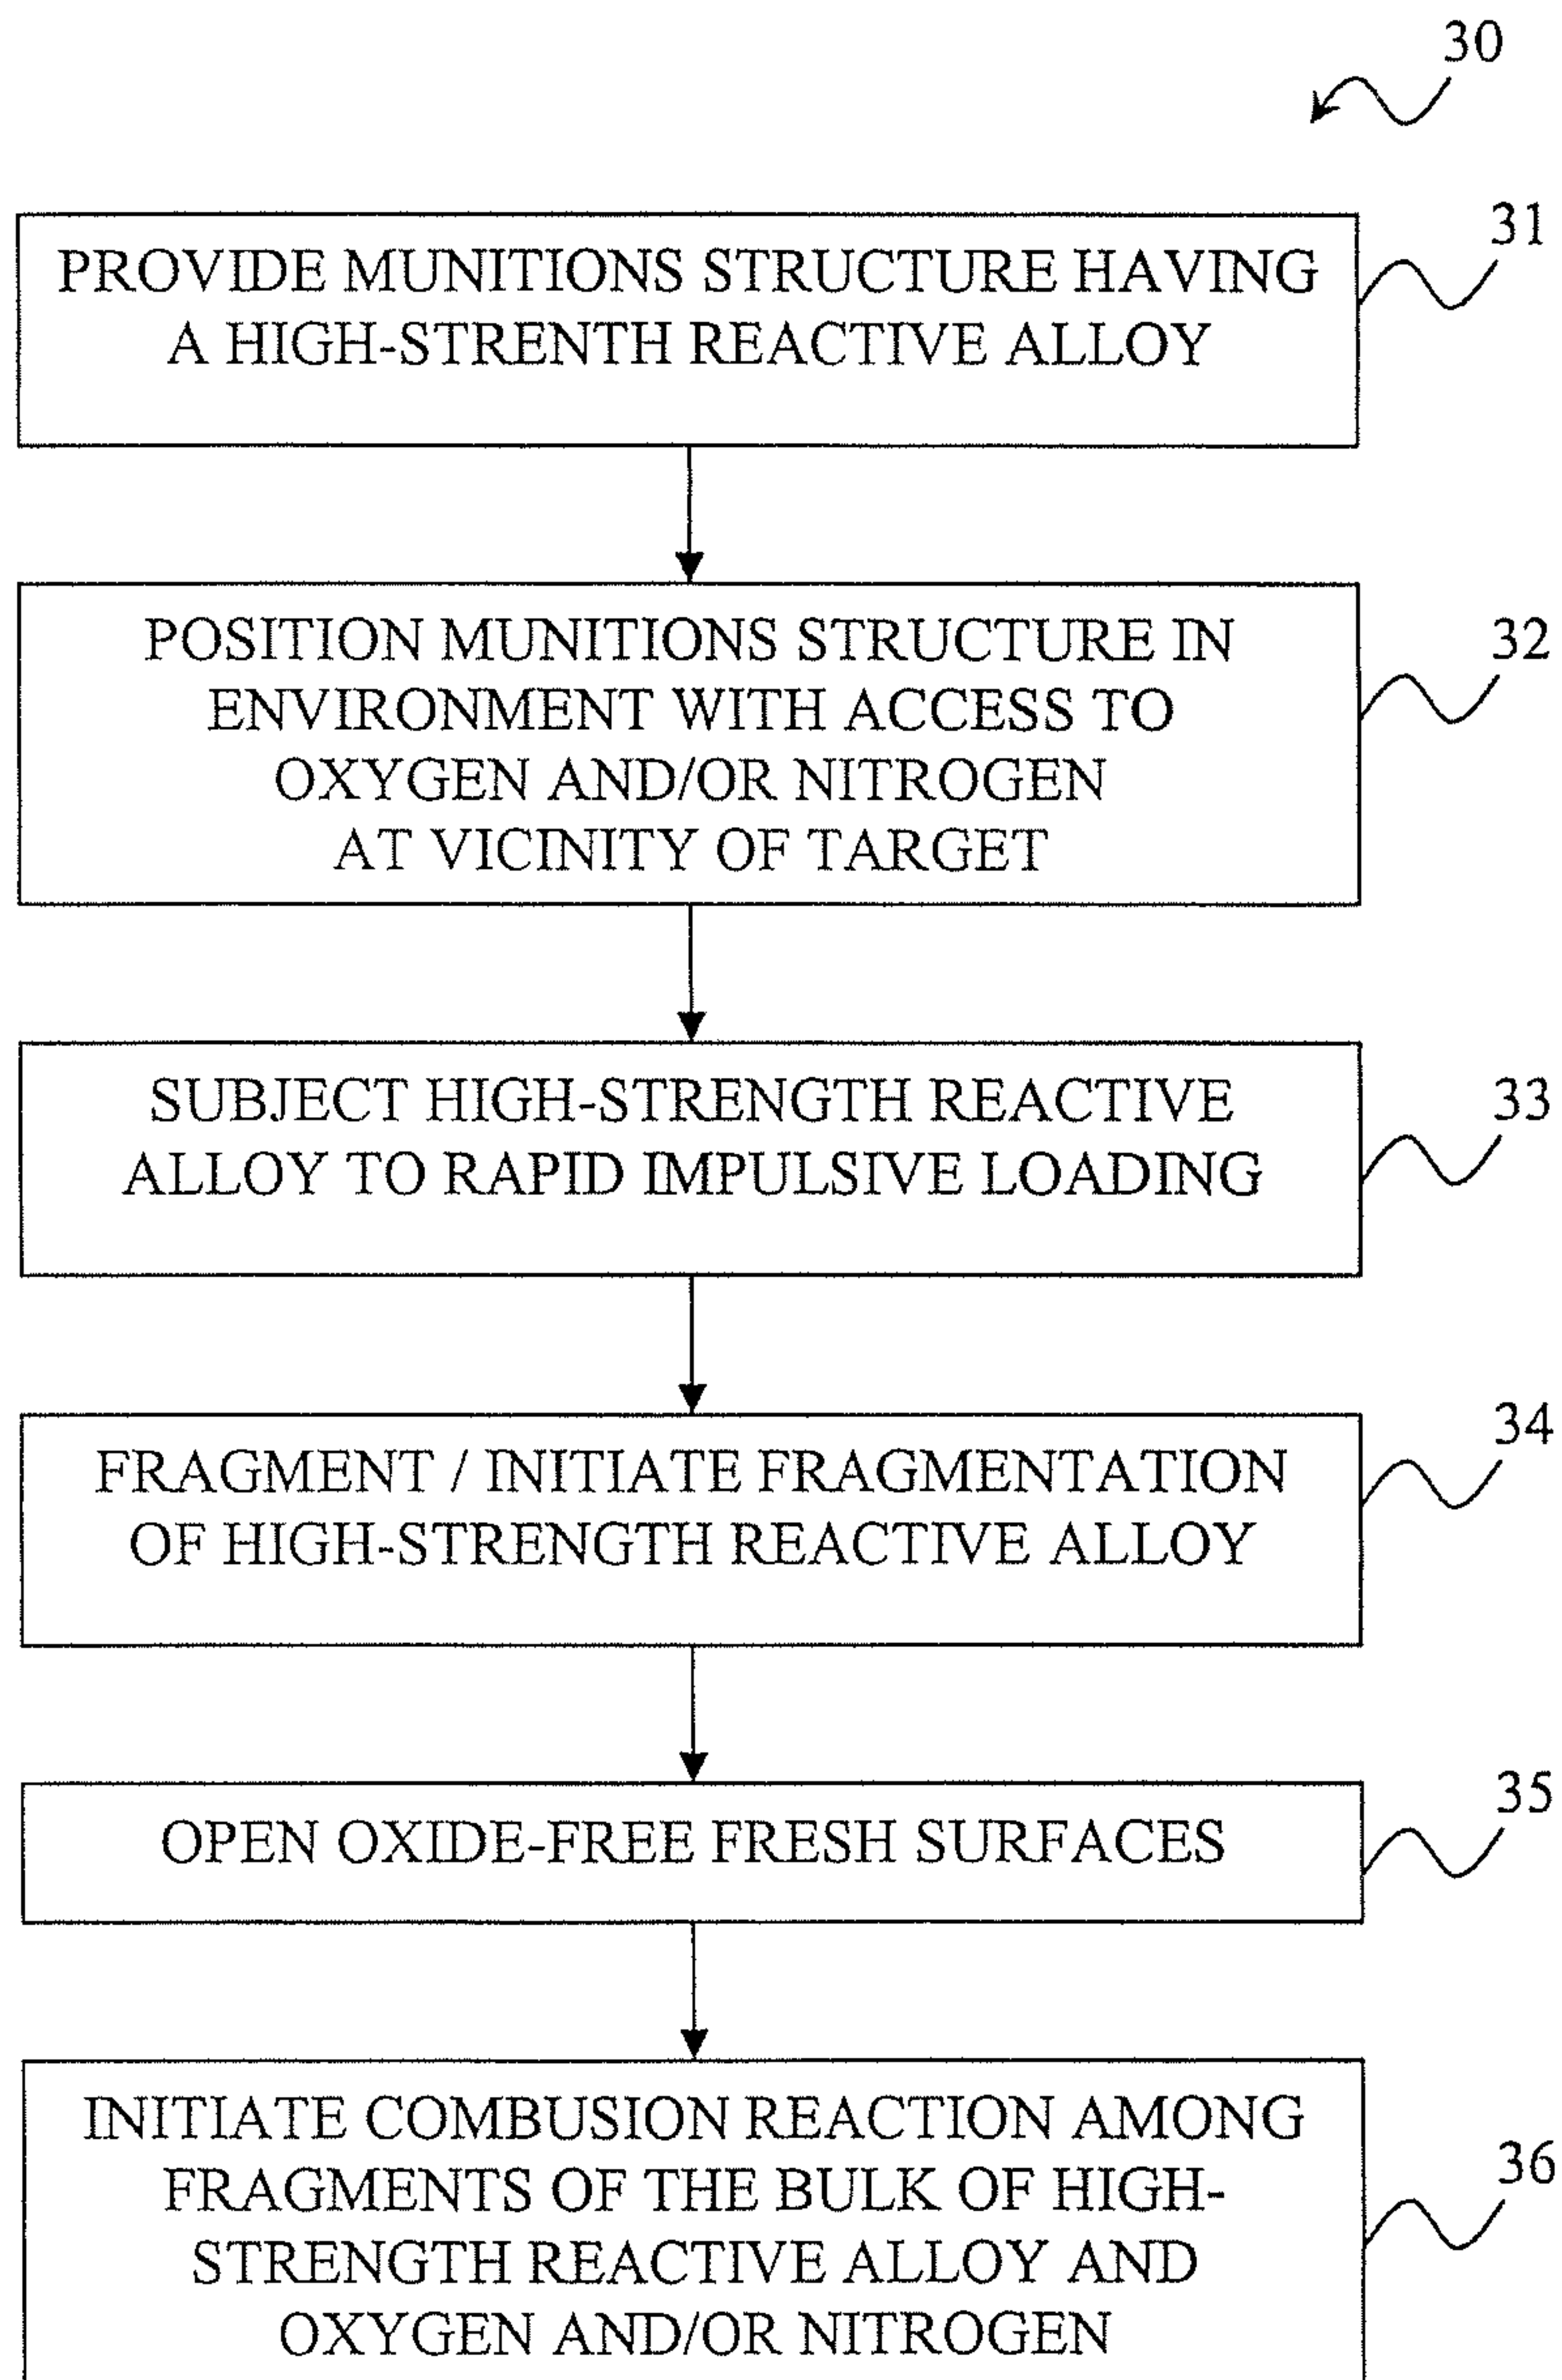 30
31
PROVIDE MUNITIONS STRUCTURE HAVING
A HIGH-STRENTH REACTIVE ALLOY
32
POSITION MUNITIONS STRUCTURE IN
ENVIRONMENT WITH ACCESS TO
OXYGEN AND/OR NITROGEN
AT VICINITY OF TARGET
33
SUBJECT HIGH-STRENGTH REACTIVE
ALLOY TO RAPID IMPULSIVE LOADING
34
FRAGMENT / INITIATE FRAGMENTATION
OF HIGH-STRENGTH REACTIVE ALLOY
35
OPEN OXIDE-FREE FRESH SURFACES
36
INITIATE COMBUSION REACTION AMONG
FRAGMENTS OF THE BULK OF HIGH-
STRENGTH REACTIVE ALLOY AND
OXYGEN AND/OR NITROGEN